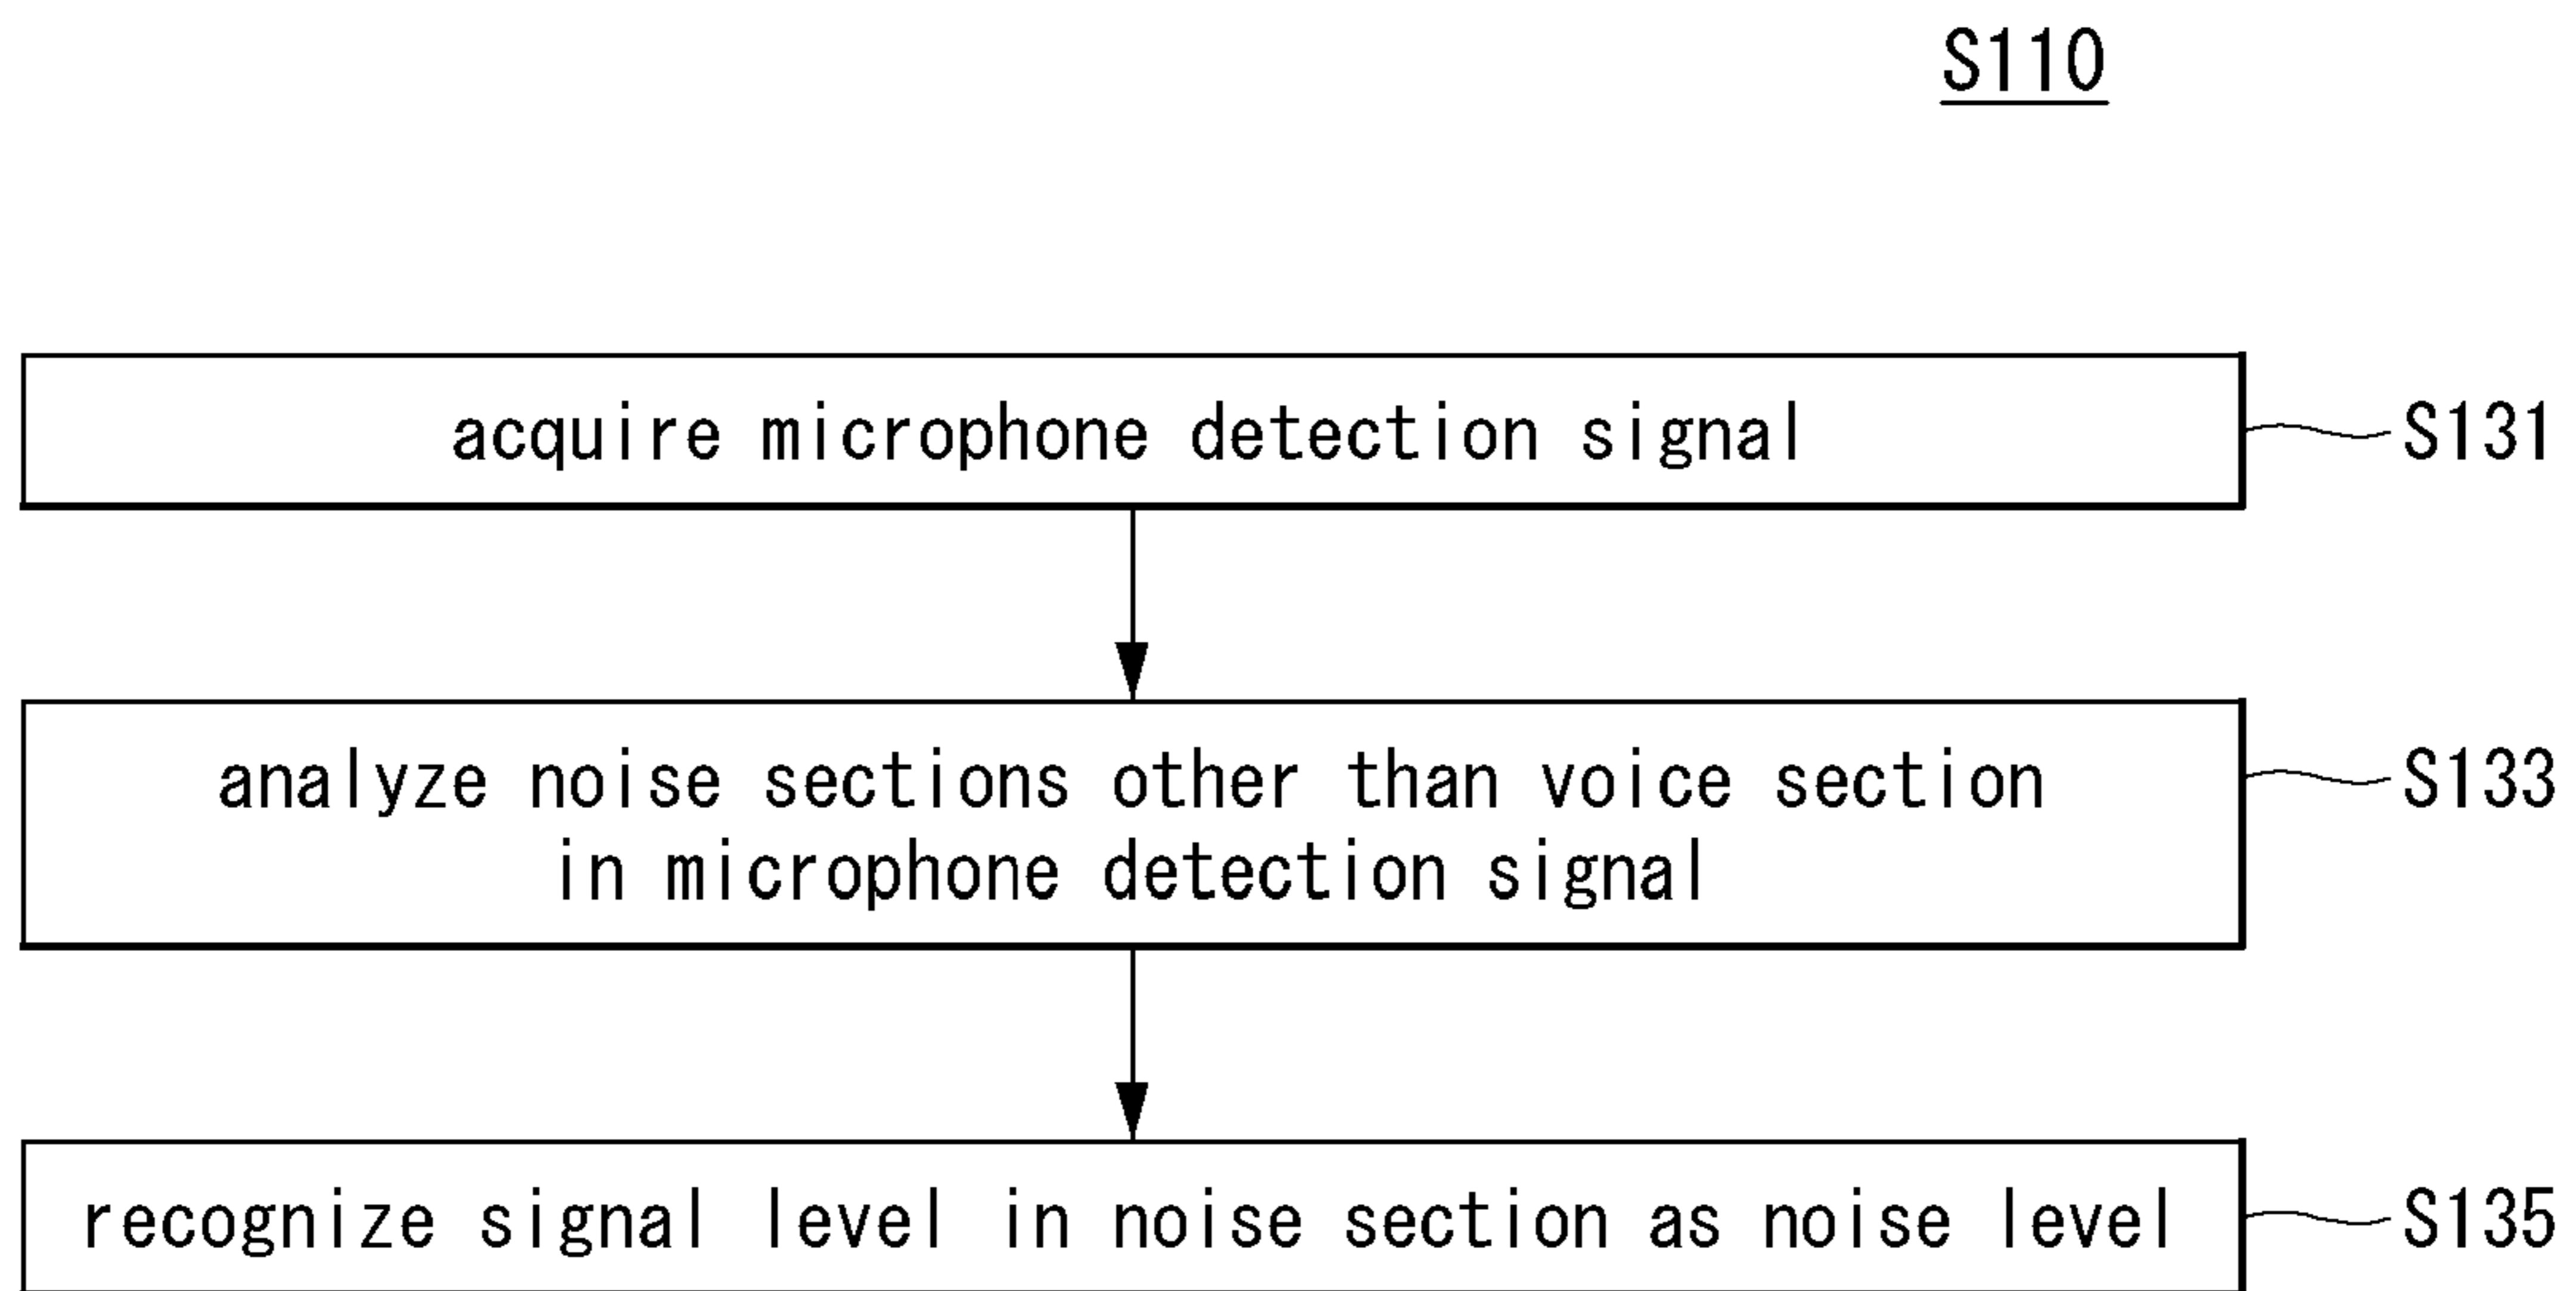 S110
acquire microphone detection signal
S131
analyze noise sections other than voice section
in microphone detection signal
S133
recognize signal level in noise section as noise level
S135